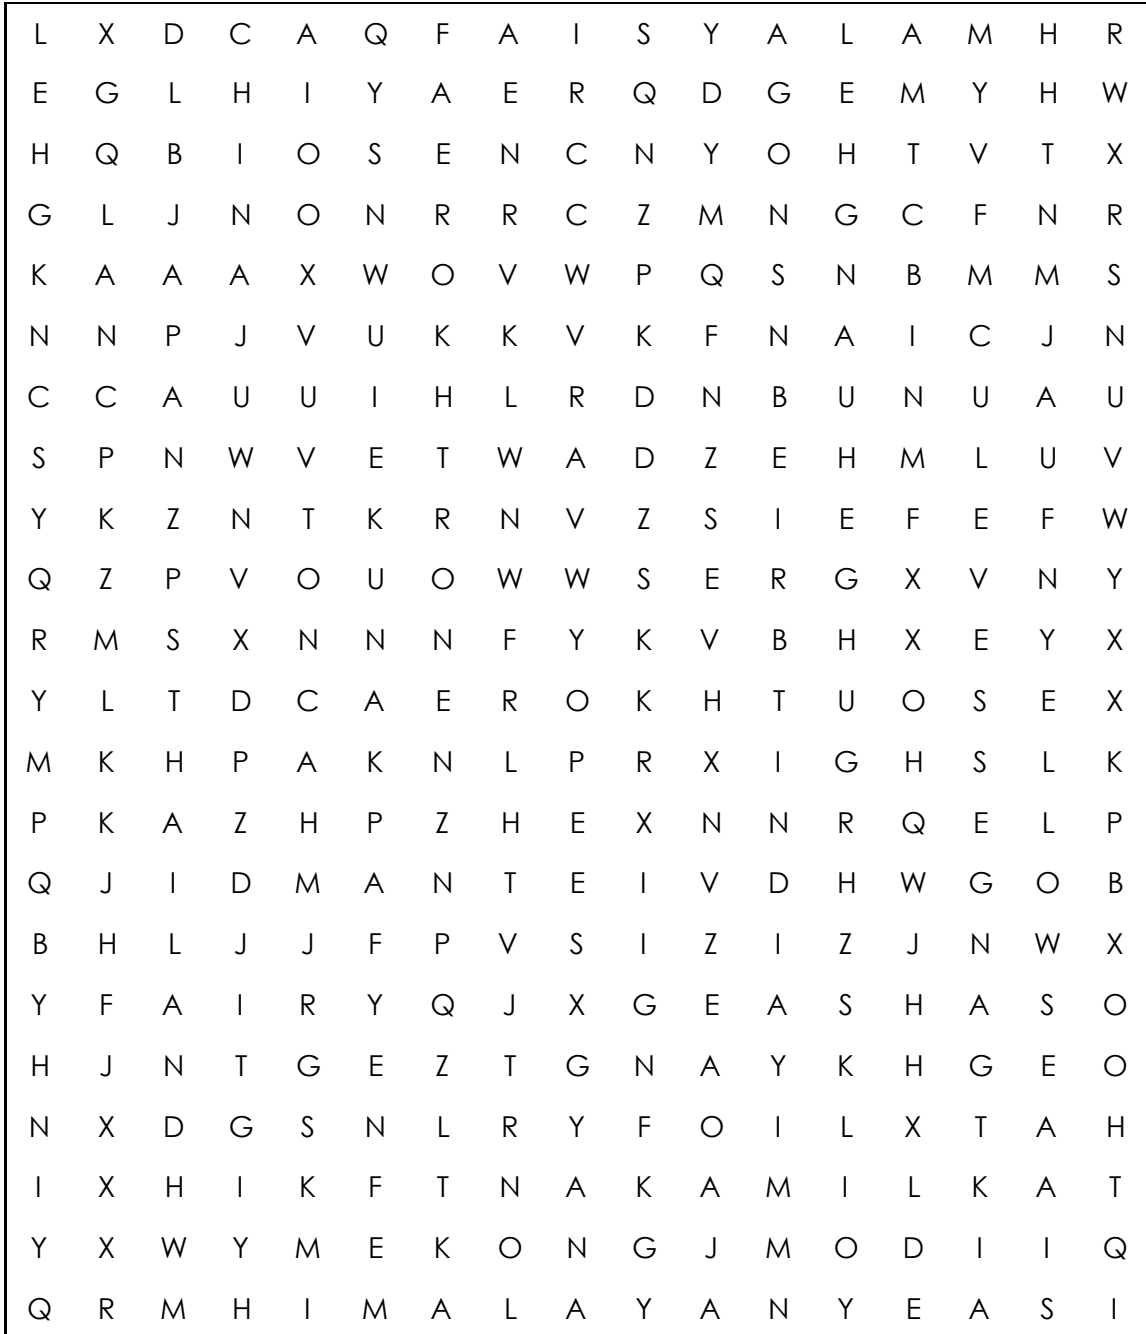 L X D C A Q F A I S Y A L A M H R
E G L H I Y A E R Q D G E M Y H W
H Q B I O S E N C N Y O H T V T X
G L J N O N R R C Z M N G C F N R
K A A A X W O V W P Q S N B M M S
N N P J V U K K V K F N A I C J N
C C A U U I H L R D N B U N U A U
S P N W V E T W A D Z E H M L U V
Y K Z N T K R N V Z S I E F E F W
Q Z P V O U O W W S E R G X V N Y
R M S X N N N F Y K V B H X E Y X
Y L T D C A E R O K H T U O S E X
M K H P A K N L P R X I G H S L K
P K A Z H P Z H E X N N R Q E L P
Q J I D M A N T E I V D H W G O B
B H L J J F P V S I Z I Z J N W X
Y F A I R Y Q J X G E A S H A S O
H J N T G E Z T G N A Y K H G E O
N X D G S N L R Y F O I L X T A H
I X H I K F T N A K A M I L K A T
Y X W Y M E K O N G J M O D I I Q
Q R M H I M A L A Y A N Y E A S I